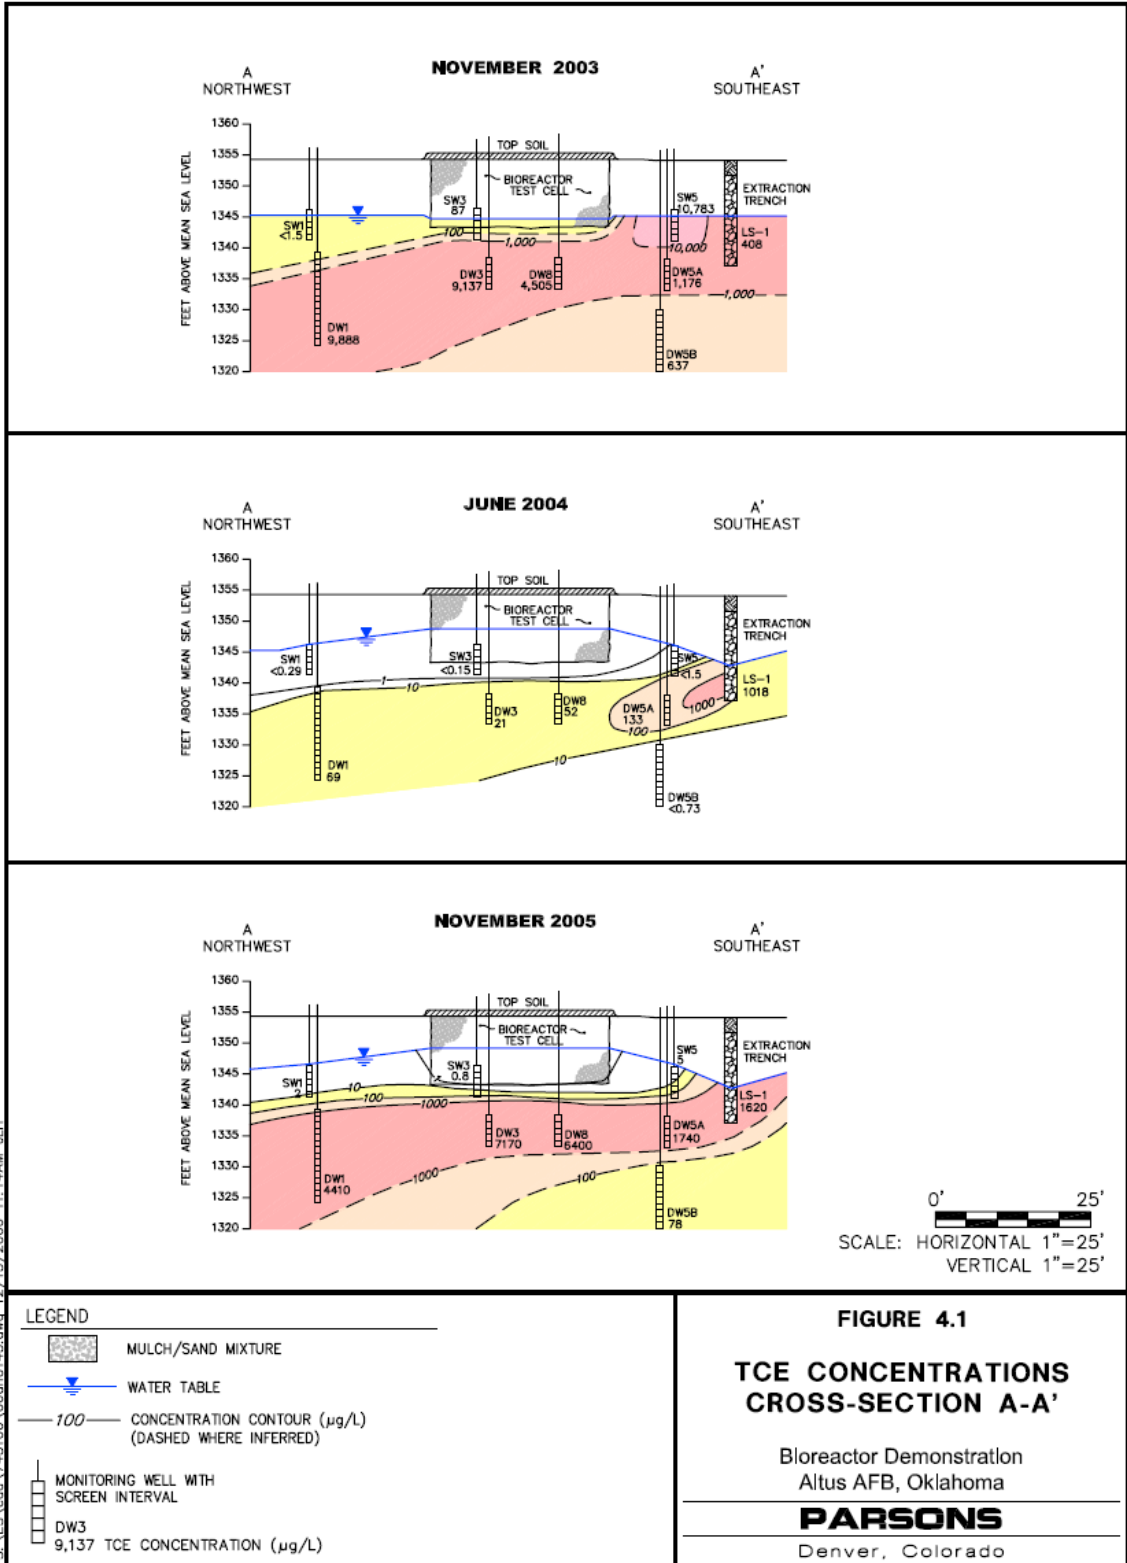 NOVEMBER 2003
A
NORTHWEST
A'
SOUTHEAST
FEET ABOVE MEAN SEA LEVEL
1360
1355
1350
1345
1340
1335
1330
1325
1320
TOP SOIL
BIOREACTOR
TEST CELL
EXTRACTION
TRENCH
SW1
<1.5
SW3
87
SW5
10,783
LS-1
408
100
1,000
10,000
DW3
9,137
DW8
4,505
DW5A
1,176
1,000
DW1
9,888
DW5B
637
JUNE 2004
A
NORTHWEST
A'
SOUTHEAST
FEET ABOVE MEAN SEA LEVEL
1360
1355
1350
1345
1340
1335
1330
1325
1320
TOP SOIL
BIOREACTOR
TEST CELL
EXTRACTION
TRENCH
SW1
<0.29
SW3
<0.15
SW5
<1.5
LS-1
1018
1
10
1000
DW3
21
DW8
52
DW5A
133
100
10
DW1
69
DW5B
<0.73
NOVEMBER 2005
A
NORTHWEST
A'
SOUTHEAST
FEET ABOVE MEAN SEA LEVEL
1360
1355
1350
1345
1340
1335
1330
1325
1320
TOP SOIL
BIOREACTOR
TEST CELL
EXTRACTION
TRENCH
SW1
2
SW3
0.8
SW5
5
LS-1
1620
10
100
1000
DW3
7170
DW8
6400
DW5A
1740
1000
100
DW1
4410
DW5B
78
0' 25'
SCALE: HORIZONTAL 1"=25'
VERTICAL 1"=25'
LEGEND
MULCH/SAND MIXTURE
WATER TABLE
100 CONCENTRATION CONTOUR (µg/L)
(DASHED WHERE INFERRED)
MONITORING WELL WITH
SCREEN INTERVAL
DW3
9,137 TCE CONCENTRATION (µg/L)
FIGURE 4.1
TCE CONCENTRATIONS
CROSS-SECTION A-A'
Bioreactor Demonstration
Altus AFB, Oklahoma
PARSONS
Denver, Colorado